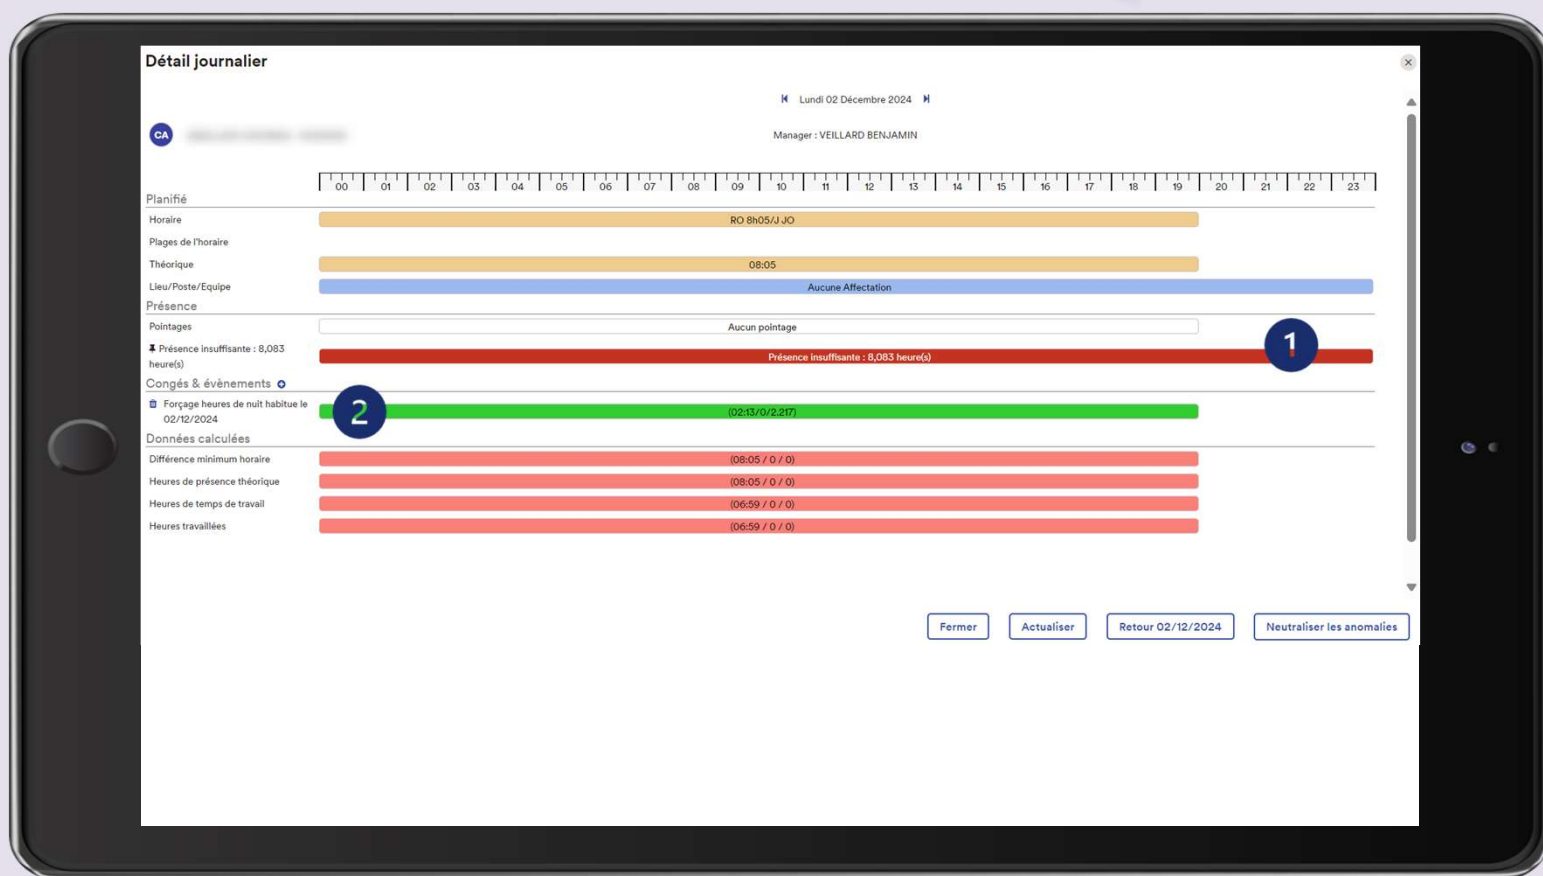 Détail journalier
Lundi 02 Décembre 2024
CA
Manager : VEILLARD BENJAMIN
00 01 02 03 04 05 06 07 08 09 10 11 12 13 14 15 16 17 18 19 20 21 22 23
Planifié
Horaire RO 8h05/J JO
Plages de l'horaire
Théorique 08:05
Lieu/Poste/Equipe Aucune Affectation
Présence
Pointages Aucun pointage
1
Présence insuffisante : 8,083
heure(s)
Présence insuffisante : 8,083 heure(s)
Congés & évènements
Forçage heures de nuit habitue le
02/12/2024
2
(02:13/0/2.217)
Données calculées
Différence minimum horaire (08:05 / 0 / 0)
Heures de présence théorique (08:05 / 0 / 0)
Heures de temps de travail (06:59 / 0 / 0)
Heures travaillées (06:59 / 0 / 0)
Fermer Actualiser Retour 02/12/2024 Neutraliser les anomalies